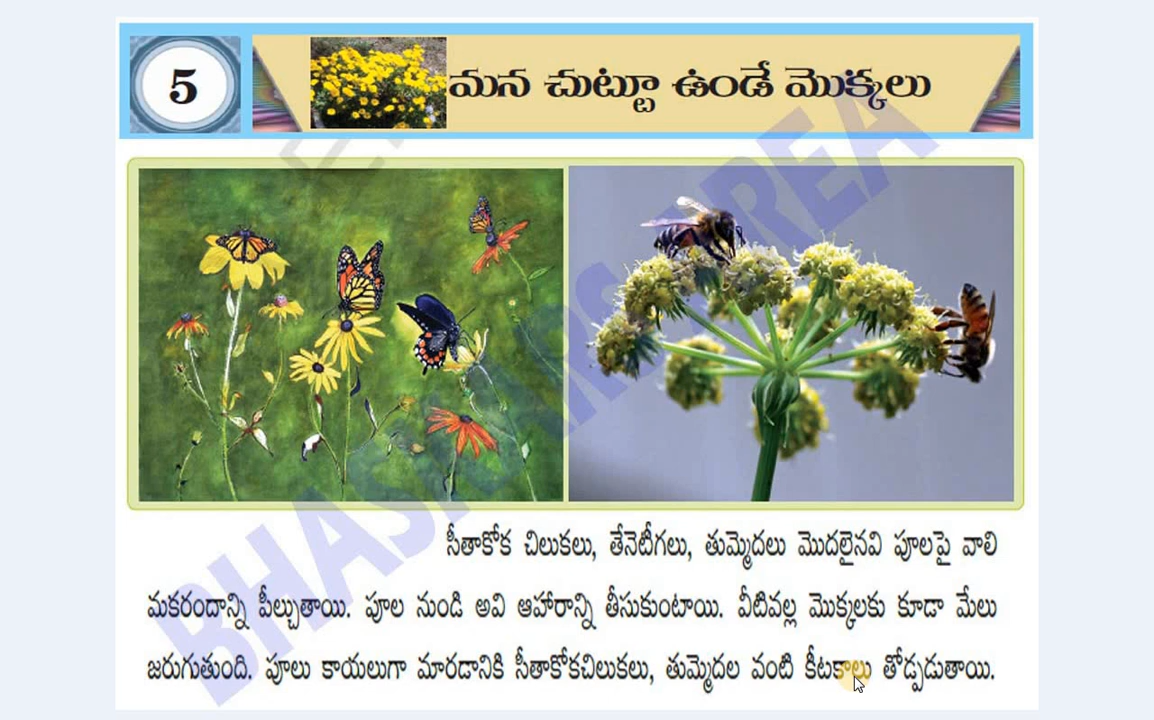 5
మన చుట్టూ ఉండే మొక్కలు
సీతాకోక చిలుకలు, తేనెటీగలు, తుమ్మెదలు మొదలైనవి పూలపై వాలి
మకరందాన్ని పీల్చుతాయి. పూల నుండి అవి ఆహారాన్ని తీసుకుంటాయి. వీటివల్ల మొక్కలకు కూడా మేలు
జరుగుతుంది. పూలు కాయలుగా మారడానికి సీతాకోకచిలుకలు, తుమ్మెదల వంటి కీటకాలు తోడ్పడుతాయి.